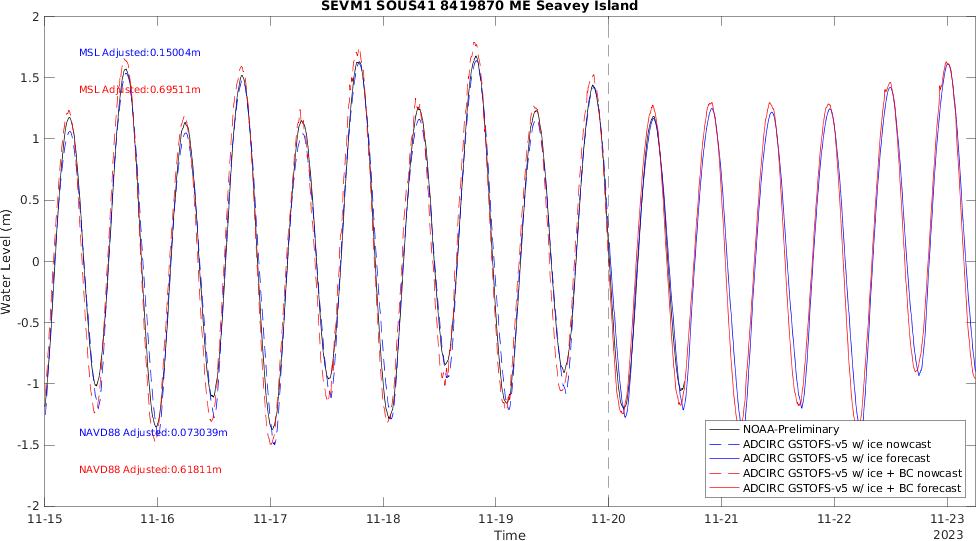 SEVM1 SOUS41 8419870 ME Seavey Island
2
1.5
1
0.5
0
-0.5
-1
-1.5
-2
Water Level (m)
MSL Adjusted:0.15004m
MSL Adjusted:0.69511m
NAVD88 Adjusted:0.073039m
NAVD88 Adjusted:0.61811m
NOAA-Preliminary
ADCIRC GSTOFS-v5 w/ ice nowcast
ADCIRC GSTOFS-v5 w/ ice forecast
ADCIRC GSTOFS-v5 w/ ice + BC nowcast
ADCIRC GSTOFS-v5 w/ ice + BC forecast
11-15 11-16 11-17 11-18 11-19 11-20 11-21 11-22 11-23
Time
2023